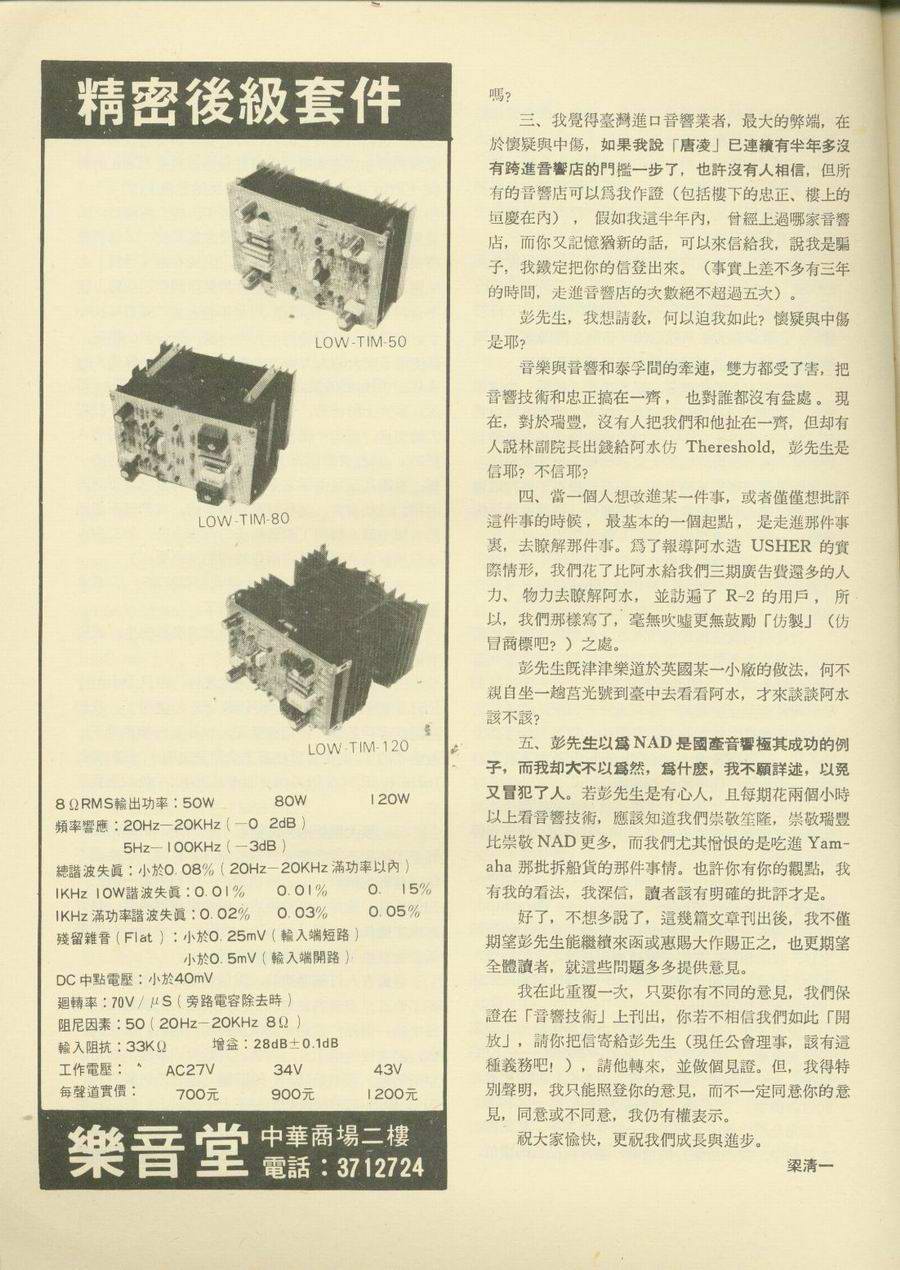 精密後級套件
LOW-TIM-50
LOW-TIM-80
LOW-TIM-120
8ΩRMS輸出功率：50W 80W 120W
頻率響應：20Hz—20KHz（—0 2dB）
5Hz—100KHz（—3dB）
總諧波失眞：小於0.08%（20Hz—20KHz滿功率以內）
1KHz 10W諧波失眞：0.01% 0.01% 0. 15%
1KHz滿功率諧波失眞：0.02% 0.03% 0.05%
殘留雜音（Flat）：小於0.25mV（輸入端短路）
小於0.5mV（輸入端開路）
DC中點電壓：小於40mV
廻轉率：70V／μS（旁路電容除去時）
阻尼因素：50（20Hz—20KHz 8Ω）
輸入阻抗：33KΩ 增益：28dB±0.1dB
工作電壓： AC27V 34V 43V
每聲道實價： 700元 900元 1200元
樂音堂
中華商場二樓
電話：3712724
嗎？
三、我覺得臺灣進口音響業者，最大的弊端，在
於懷疑與中傷，如果我說「唐凌」已連續有半年多沒
有跨進音響店的門檻一步了，也許沒有人相信，但所
有的音響店可以爲我作證（包括樓下的忠正、樓上的
垣慶在內），假如我這半年內，曾經上過哪家音響
店，而你又記憶猶新的話，可以來信給我，說我是騙
子，我鐵定把你的信登出來。（事實上差不多有三年
的時間，走進音響店的次數絕不超過五次）。
彭先生，我想請敎，何以迫我如此？懷疑與中傷
是耶？
音樂與音響和泰孚間的牽連，雙方都受了害，把
音響技術和忠正搞在一齊，也對誰都沒有益處。現
在，對於瑞豐，沒有人把我們和他扯在一齊，但却有
人說林副院長出錢給阿水仿 Thereshold，彭先生是
信耶？不信耶？
四、當一個人想改進某一件事，或者僅僅想批評
這件事的時候，最基本的一個起點，是走進那件事
裏，去瞭解那件事。爲了報導阿水造 USHER 的實
際情形，我們花了比阿水給我們三期廣告費還多的人
力、物力去瞭解阿水，並訪遍了 R-2 的用戶，所
以，我們那樣寫了，毫無吹噓更無鼓勵「仿製」（仿
冒商標吧？）之處。
彭先生旣津津樂道於英國某一小廠的做法，何不
親自坐一趟莒光號到臺中去看看阿水，才來談談阿水
該不該？
五、彭先生以爲 NAD 是國產音響極其成功的例
子，而我却大不以爲然，爲什麽，我不願詳述，以免
又冒犯了人。若彭先生是有心人，且每期花兩個小時
以上看音響技術，應該知道我們崇敬笙隆，崇敬瑞豐
比崇敬 NAD 更多，而我們尤其憎恨的是吃進 Yam-
aha 那批拆船貨的那件事情。也許你有你的觀點，我
有我的看法，我深信，讀者該有明確的批評才是。
好了，不想多說了，這幾篇文章刊出後，我不僅
期望彭先生能繼續來函或惠賜大作賜正之，也更期望
全體讀者，就這些問題多多提供意見。
我在此重覆一次，只要你有不同的意見，我們保
證在「音響技術」上刊出，你若不相信我們如此「開
放」，請你把信寄給彭先生（現任公會理事，該有這
種義務吧！），請他轉來，並做個見證。但，我得特
別聲明，我只能照登你的意見，而不一定同意你的意
見，同意或不同意，我仍有權表示。
祝大家愉快，更祝我們成長與進步。
梁淸一